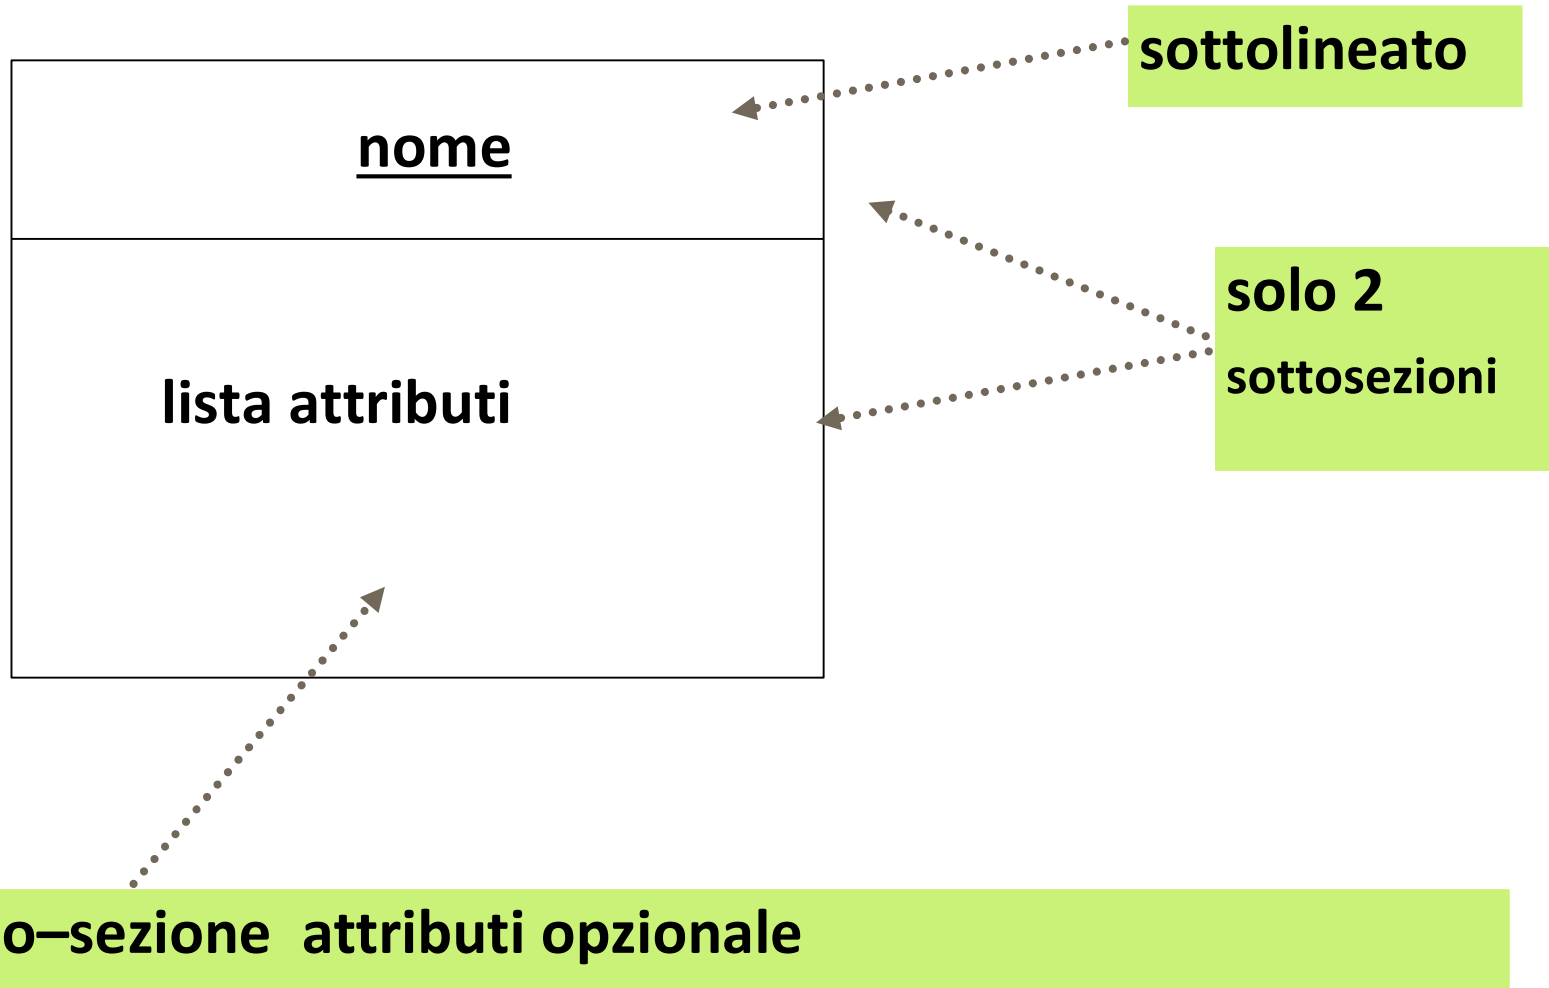 sottolineato
nome
solo 2
sottosezioni
lista attributi
o–sezione attributi opzionale